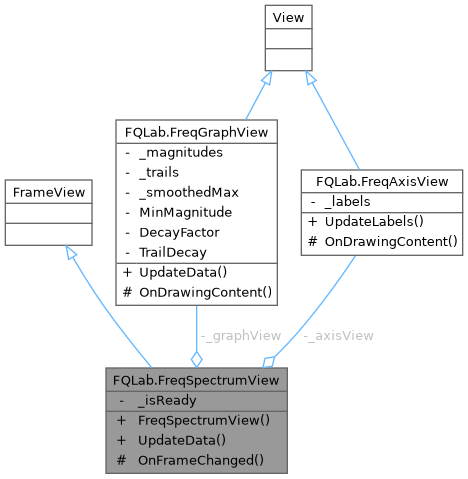 View
FQLab.FreqGraphView
- _magnitudes
- _trails
- _smoothedMax
- MinMagnitude
- DecayFactor
- TrailDecay
+ UpdateData()
# OnDrawingContent()
FQLab.FreqAxisView
- _labels
+ UpdateLabels()
# OnDrawingContent()
FrameView
-_graphView
-_axisView
FQLab.FreqSpectrumView
- _isReady
+ FreqSpectrumView()
+ UpdateData()
# OnFrameChanged()